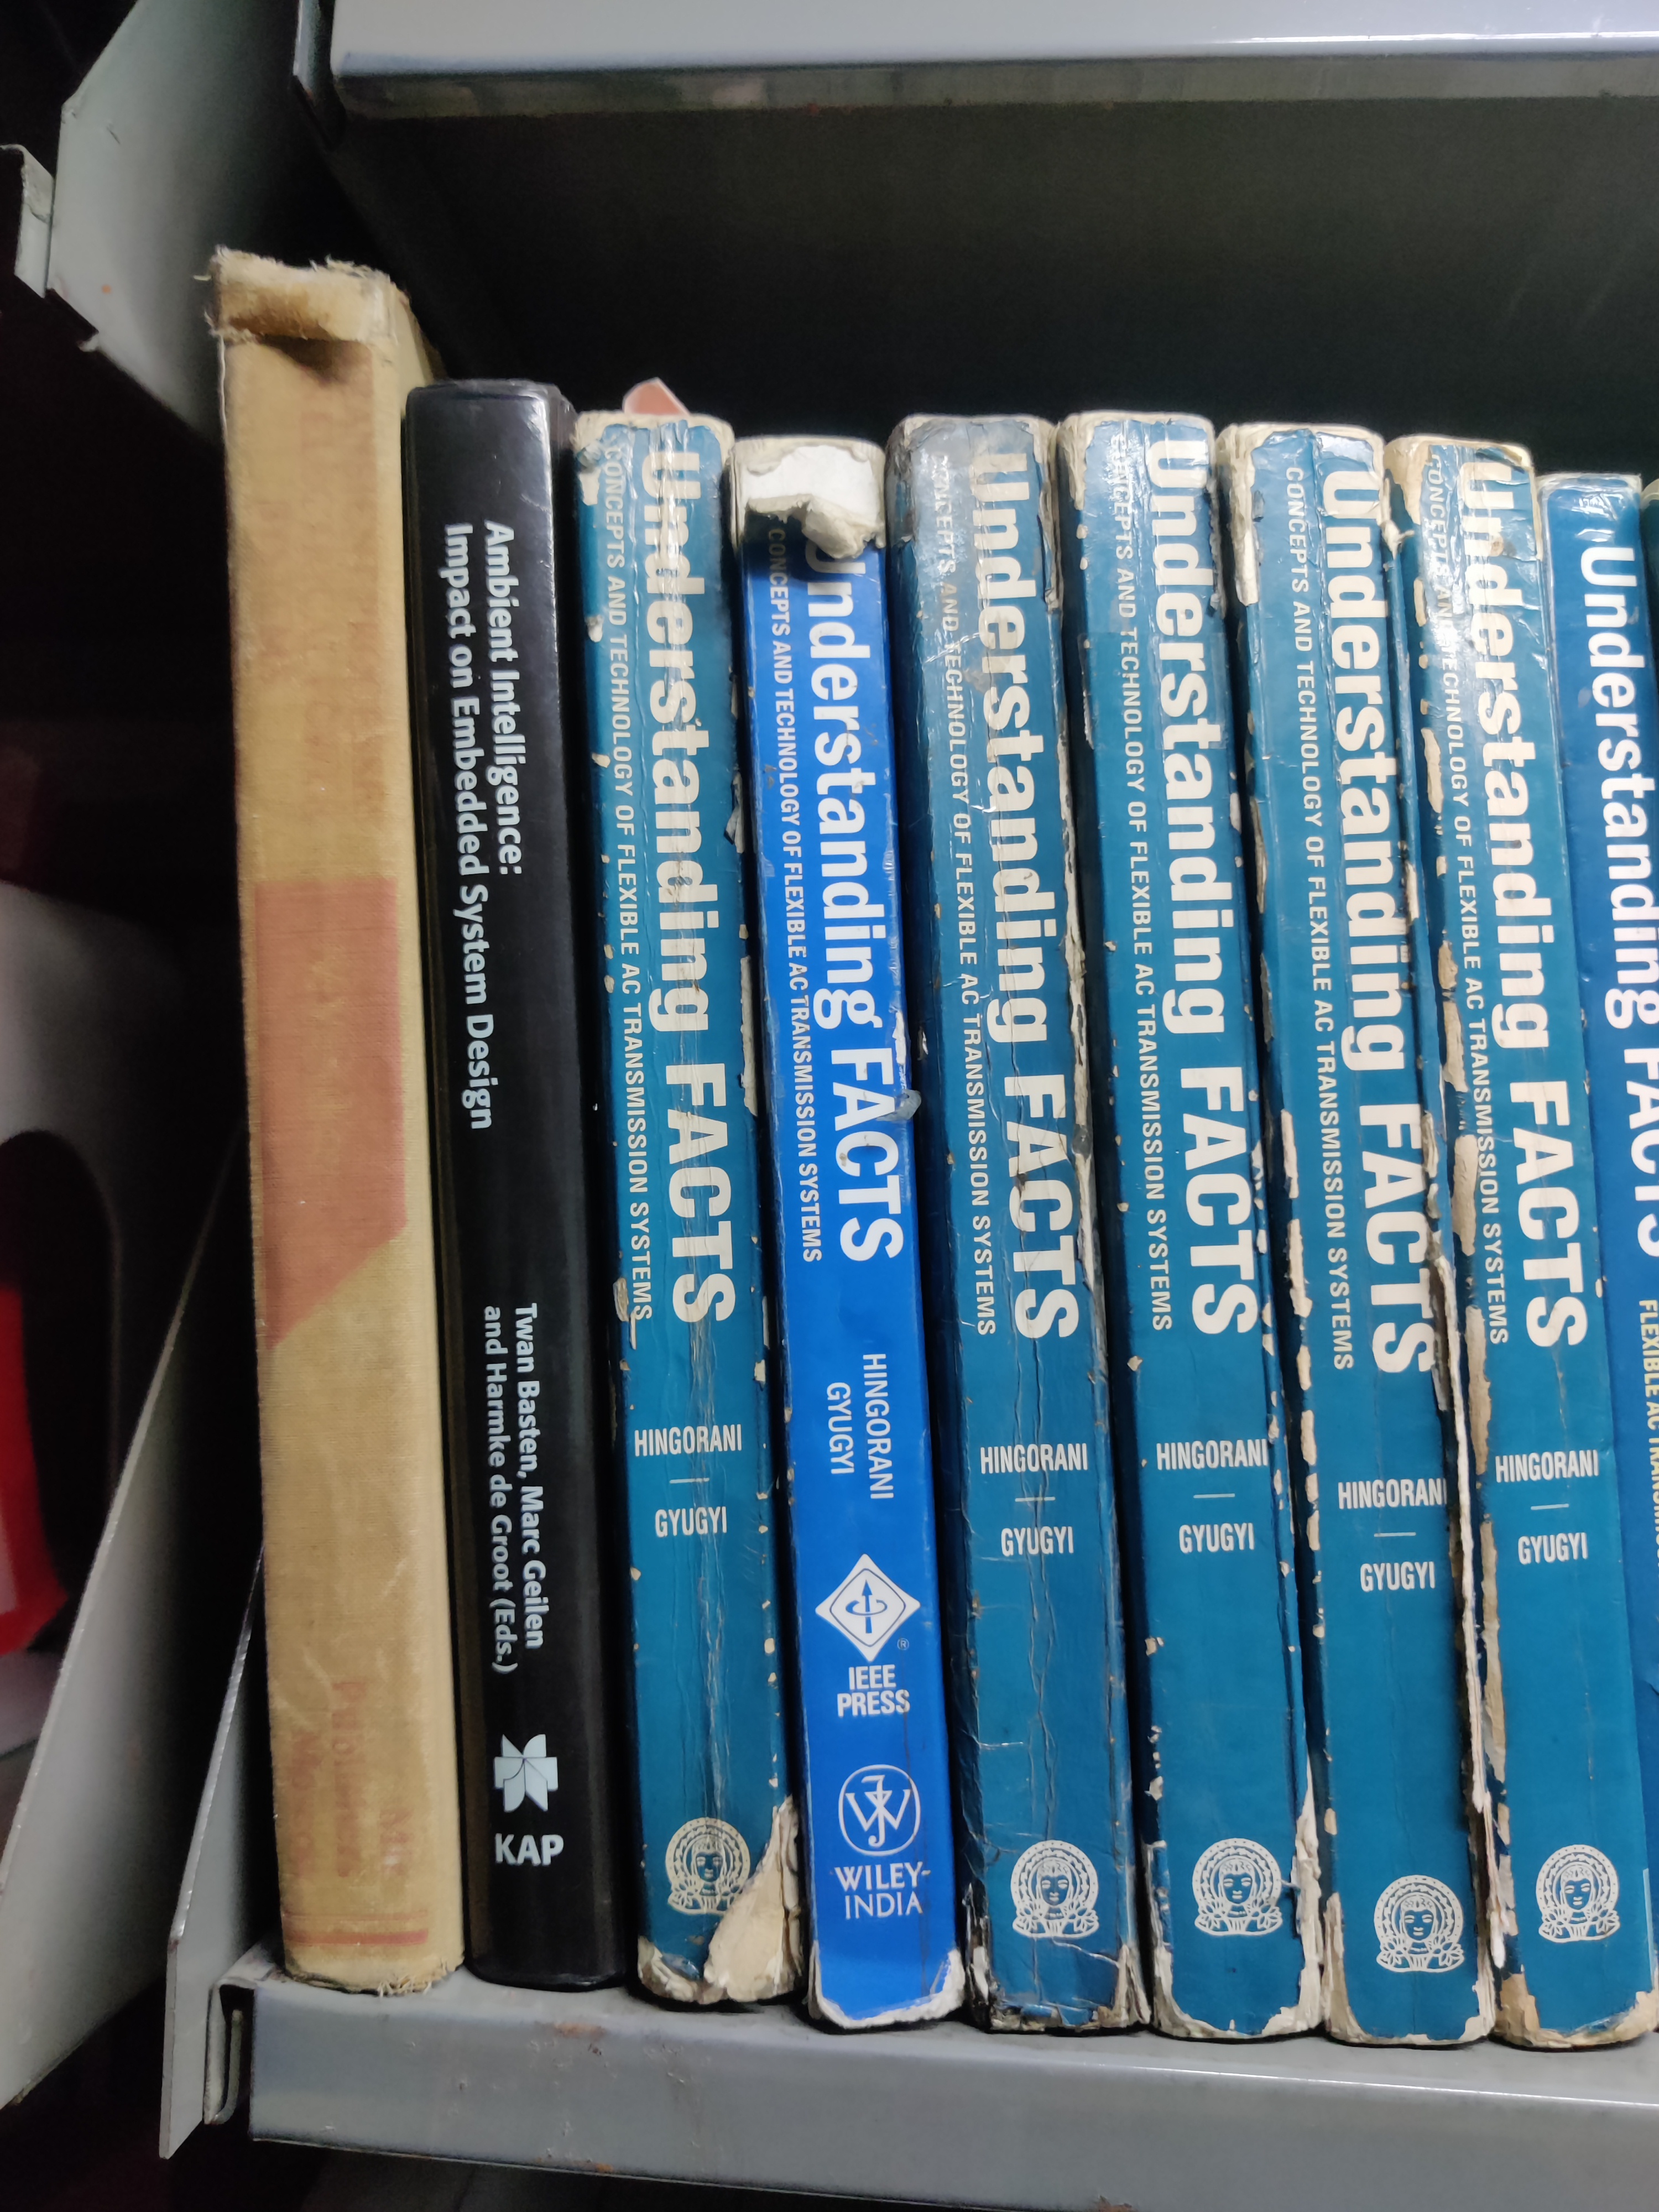 Ambient Intelligence:
Impact on Embedded System Design
Twan Basten, Marc Geilen
and Harmke de Groot (Eds.)
KAP
Understanding FACTS
CONCEPTS AND TECHNOLOGY OF FLEXIBLE AC TRANSMISSION SYSTEMS
HINGORANI
GYUGYI
Understanding FACTS
CONCEPTS AND TECHNOLOGY OF FLEXIBLE AC TRANSMISSION SYSTEMS
HINGORANI
GYUGYI
®
IEEE
PRESS
WILEY-
INDIA
Understanding FACTS
CONCEPTS AND TECHNOLOGY OF FLEXIBLE AC TRANSMISSION SYSTEMS
HINGORANI
GYUGYI
Understanding FACTS
CONCEPTS AND TECHNOLOGY OF FLEXIBLE AC TRANSMISSION SYSTEMS
HINGORANI
GYUGYI
Understanding FACTS
CONCEPTS AND TECHNOLOGY OF FLEXIBLE AC TRANSMISSION SYSTEMS
HINGORANI
GYUGYI
Understanding FACTS
CONCEPTS AND TECHNOLOGY OF FLEXIBLE AC TRANSMISSION SYSTEMS
HINGORANI
GYUGYI
Understanding FACTS
FLEXIBLE AC